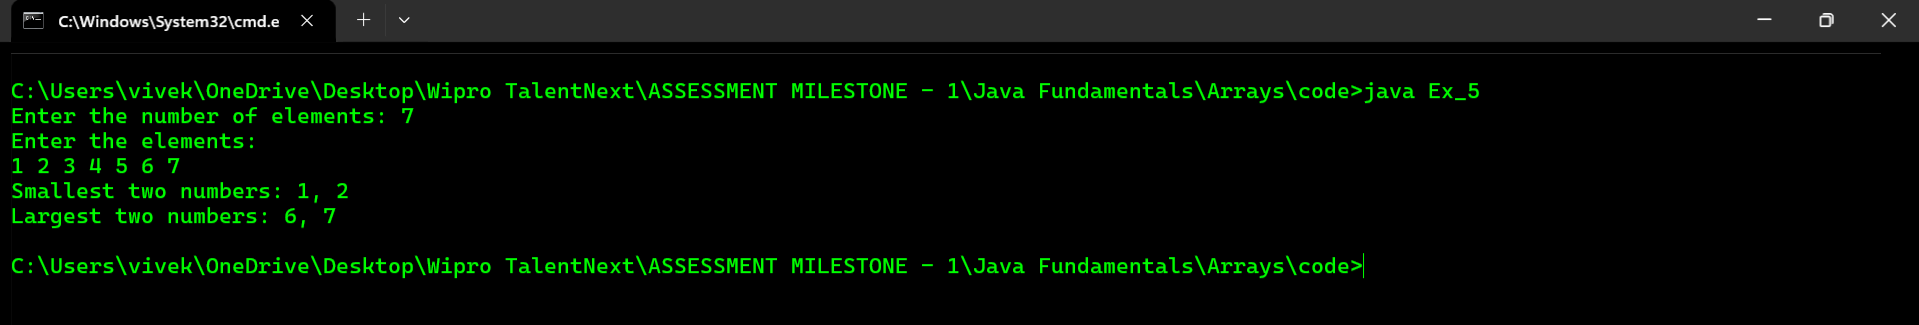 C:\Windows\System32\cmd.e
C:\Users\vivek\OneDrive\Desktop\Wipro TalentNext\ASSESSMENT MILESTONE - 1\Java Fundamentals\Arrays\code>java Ex_5
Enter the number of elements: 7
Enter the elements:
1 2 3 4 5 6 7
Smallest two numbers: 1, 2
Largest two numbers: 6, 7
C:\Users\vivek\OneDrive\Desktop\Wipro TalentNext\ASSESSMENT MILESTONE - 1\Java Fundamentals\Arrays\code>